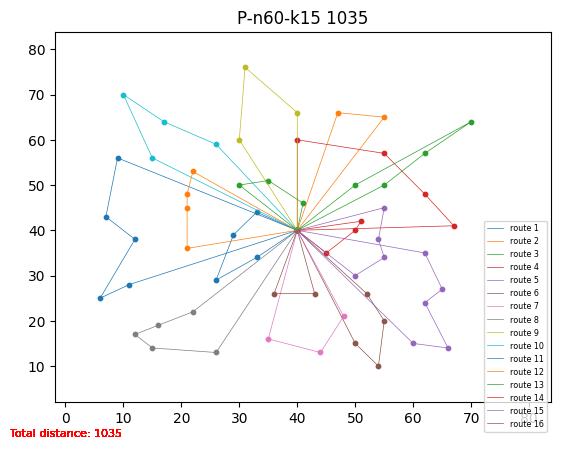 P-n60-k15 1035
80
70
60
50
40
30
20
10
0 10 20 30 40 50 60 70 80
route 1
route 2
route 3
route 4
route 5
route 6
route 7
route 8
route 9
route 10
route 11
route 12
route 13
route 14
route 15
route 16
Total distance: 1035